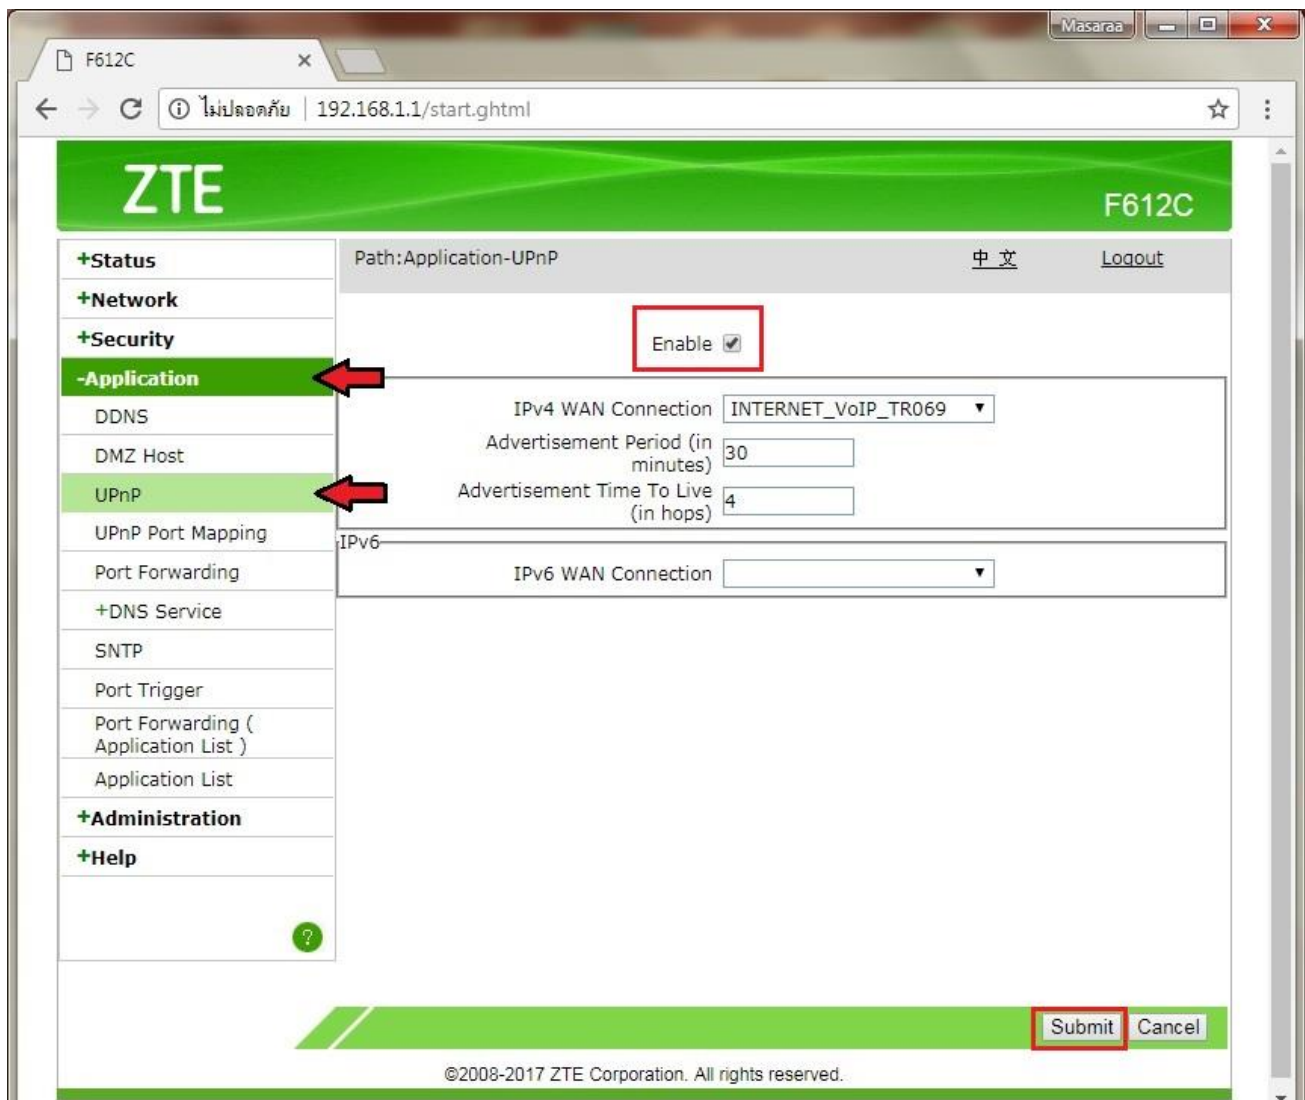 Masaraa
F612C
ไม่ปลอดภัย | 192.168.1.1/start.ghtml
ZTE
F612C
+Status
+Network
+Security
-Application
DDNS
DMZ Host
UPnP
UPnP Port Mapping
Port Forwarding
+DNS Service
SNTP
Port Trigger
Port Forwarding (
Application List )
Application List
+Administration
+Help
?
Path:Application-UPnP
中 文
Logout
Enable
IPv4 WAN Connection INTERNET_VoIP_TR069
Advertisement Period (in
minutes) 30
Advertisement Time To Live
(in hops) 4
IPv6
IPv6 WAN Connection
Submit Cancel
©2008-2017 ZTE Corporation. All rights reserved.